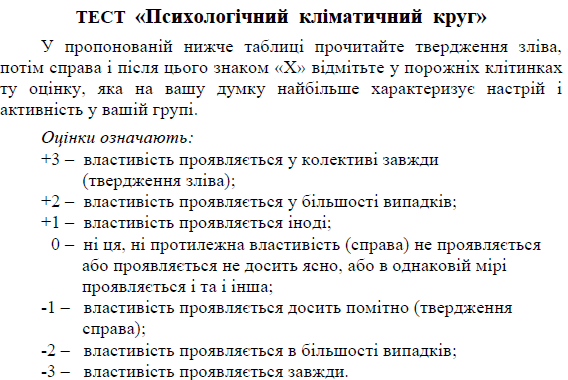 ТЕСТ «Психологічний кліматичний круг»
У пропонованій нижче таблиці прочитайте твердження зліва,
потім справа і після цього знаком «Х» відмітьте у порожніх клітинках
ту оцінку, яка на вашу думку найбільше характеризує настрій і
активність у вашій групі.
Оцінки означають:
+3 – властивість проявляється у колективі завжди
(твердження зліва);
+2 – властивість проявляється у більшості випадків;
+1 – властивість проявляється іноді;
0 – ні ця, ні протилежна властивість (справа) не проявляється
або проявляється не досить ясно, або в однаковій мірі
проявляється і та і інша;
-1 – властивість проявляється досить помітно (твердження
справа);
-2 – властивість проявляється в більшості випадків;
-3 – властивість проявляється завжди.